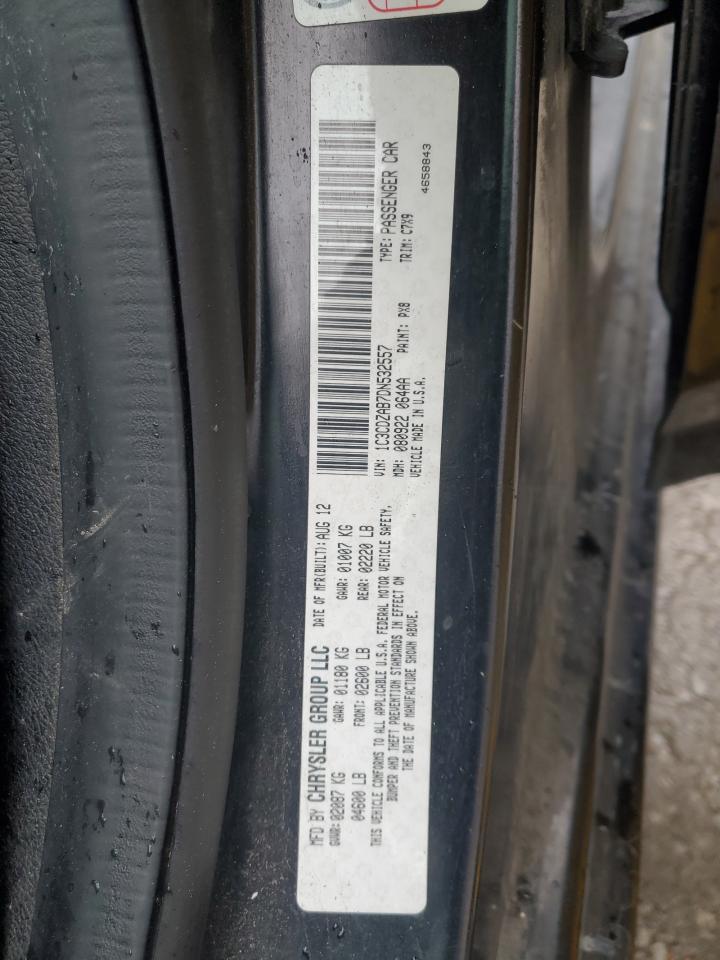 MFD BY CHRYSLER GROUP LLC DATE OF MFR(BUILT): AUG 12
GVWR: 02087 KG GAWR: 01180 KG GAWR: 01007 KG
04600 LB FRONT: 02600 LB REAR: 02220 LB
THIS VEHICLE CONFORMS TO ALL APPLICABLE U.S.A. FEDERAL MOTOR VEHICLE SAFETY,
BUMPER AND THEFT PREVENTION STANDARDS IN EFFECT ON
THE DATE OF MANUFACTURE SHOWN ABOVE.
VIN: 1C3CDZAB7DN532557 TYPE: PASSENGER CAR
MDH: 080922 064AA PAINT: PX8 TRIM: C7X9
VEHICLE MADE IN U.S.A. 4658843